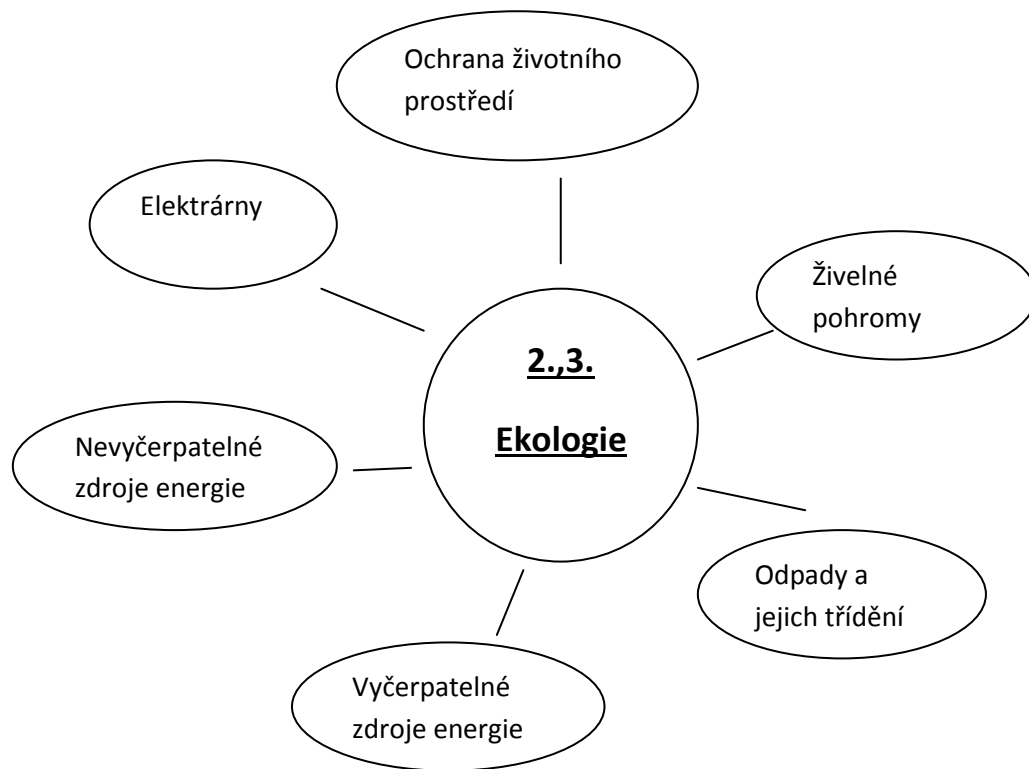 Ochrana životního
prostředí
Elektrárny
Živelné
pohromy
2.,3.
Ekologie
Nevyčerpatelné
zdroje energie
Odpady a
jejich třídění
Vyčerpatelné
zdroje energie